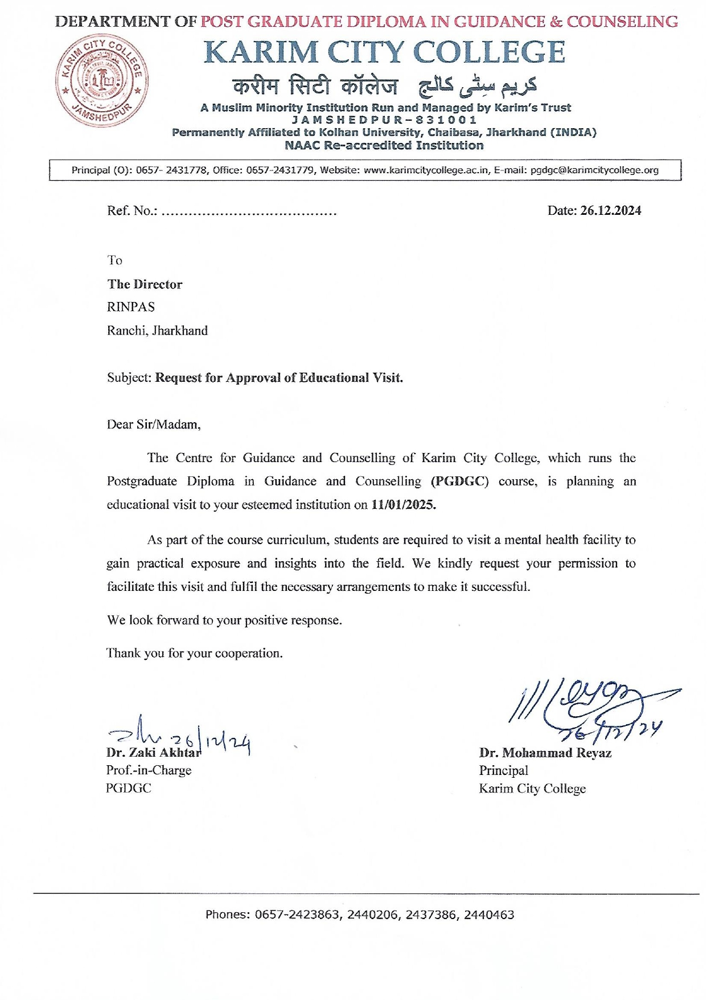 DEPARTMENT OF POST GRADUATE DIPLOMA IN GUIDANCE & COUNSELING
KARIM CITY COLLEGE
JAMSHEDPUR
KARIM CITY COLLEGE
करीम सिटी कॉलेज کریم سِٹی کالج
A Muslim Minority Institution Run and Managed by Karim's Trust
JAMSHEDPUR-831001
Permanently Affiliated to Kolhan University, Chaibasa, Jharkhand (INDIA)
NAAC Re-accredited Institution
Principal (O): 0657- 2431778, Office: 0657-2431779, Website: www.karimcitycollege.ac.in, E-mail: pgdgc@karimcitycollege.org
Ref. No.: ....................................... Date: 26.12.2024
To
The Director
RINPAS
Ranchi, Jharkhand
Subject: Request for Approval of Educational Visit.
Dear Sir/Madam,
The Centre for Guidance and Counselling of Karim City College, which runs the
Postgraduate Diploma in Guidance and Counselling (PGDGC) course, is planning an
educational visit to your esteemed institution on 11/01/2025.
As part of the course curriculum, students are required to visit a mental health facility to
gain practical exposure and insights into the field. We kindly request your permission to
facilitate this visit and fulfil the necessary arrangements to make it successful.
We look forward to your positive response.
Thank you for your cooperation.
26/12/24
Dr. Zaki Akhtar
Prof.-in-Charge
PGDGC
26/12/24
Dr. Mohammad Reyaz
Principal
Karim City College
Phones: 0657-2423863, 2440206, 2437386, 2440463